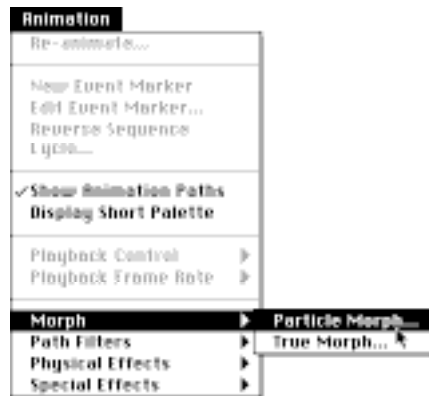 Animation
Re-animate...
New Event Marker
Edit Event Marker...
Reverse Sequence
Cycle...
✓Show Animation Paths
Display Short Palette
Playback Control
Playback Frame Rate
Morph
Particle Morph...
Path Filters
True Morph...
Physical Effects
Special Effects